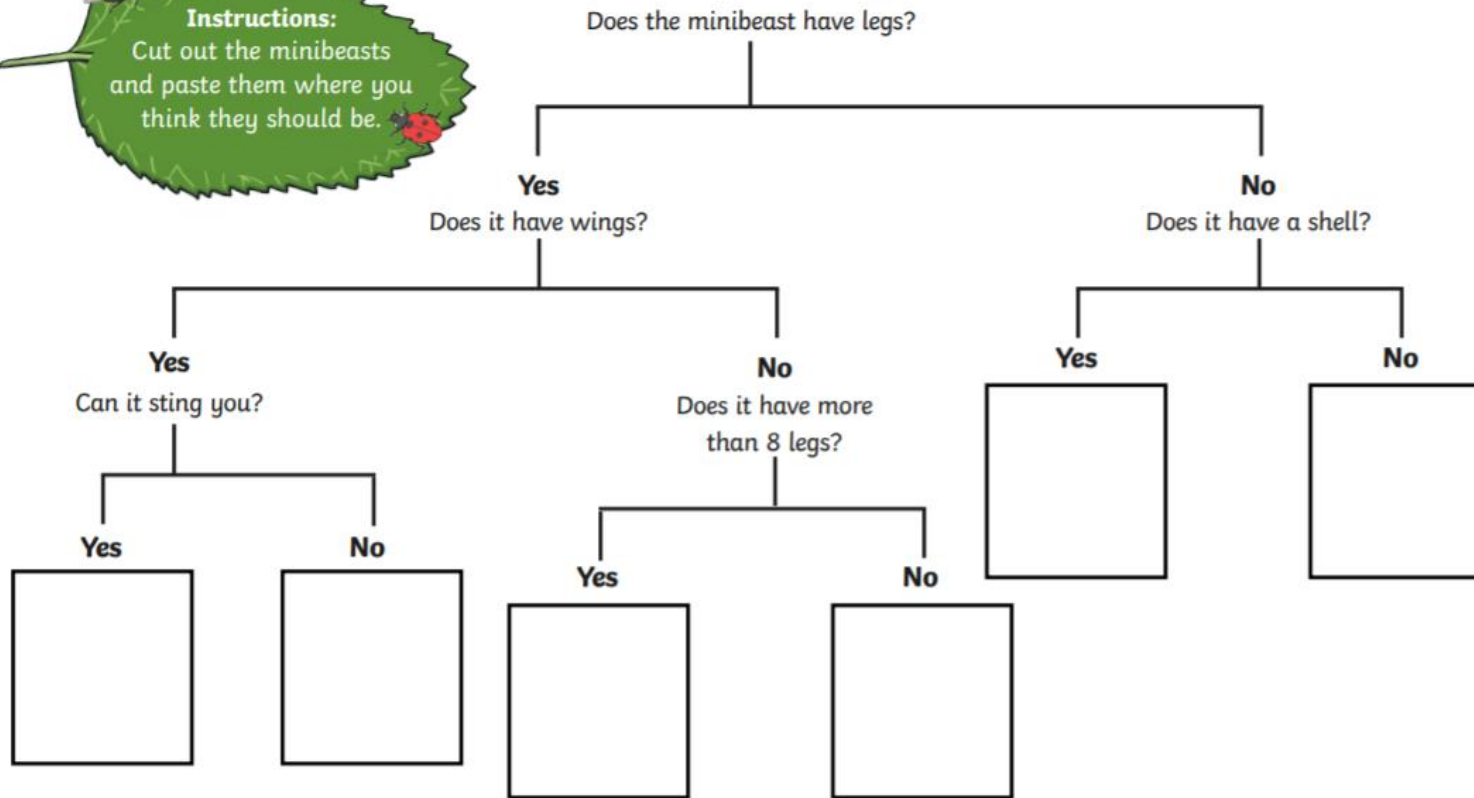 Instructions:
Cut out the minibeasts
and paste them where you
think they should be.
Does the minibeast have legs?
Yes
Does it have wings?
No
Does it have a shell?
Yes
Can it sting you?
No
Does it have more
than 8 legs?
Yes
No
Yes
No
Yes
No